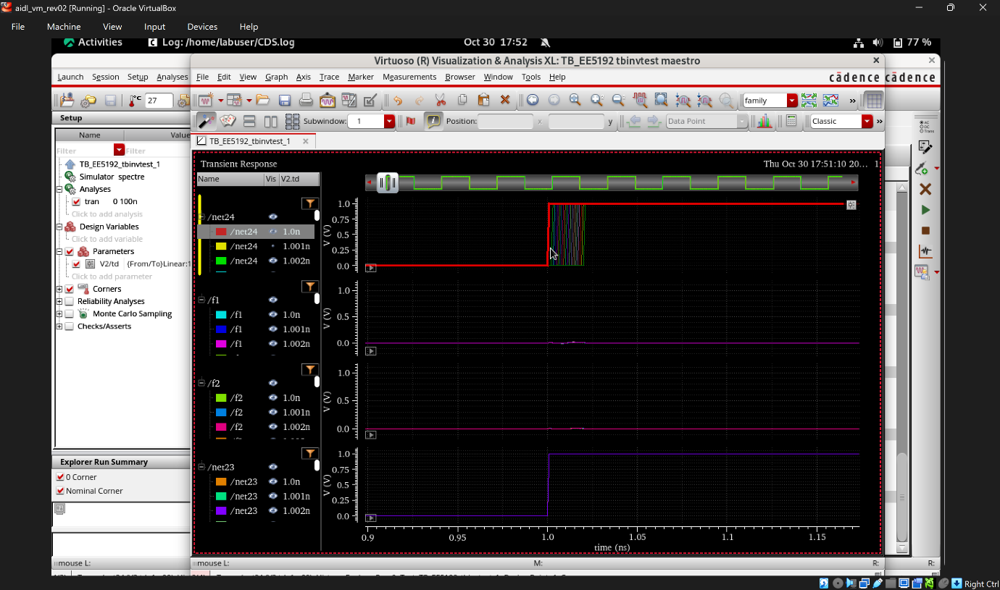 aidl_vm_rev02 [Running] - Oracle VirtualBox
File Machine View Input Devices Help
Activities Log: /home/labuser/CDS.log Oct 30 17:52 77 %
Virtuoso (R) Visualization & Analysis XL: TB_EE5192 tbinvtest maestro
Launch Session Setup Analyses
File Edit View Graph Axis Trace Marker Measurements Browser Window Tools Help
cādence cādence
27
family »
Setup
Subwindow: 1 Position: x y Data Point Classic »
Name Value
Filter Filter
TB_EE5192_tbinvtest_1
Simulator spectre
Analyses
tran 0 100n
Click to add analysis
Design Variables
Click to add variable
Parameters
V2/td {From/To}Linear:1
Click to add parameter
Corners
Reliability Analyses
Monte Carlo Sampling
Checks/Asserts
Explorer Run Summary
0 Corner
Nominal Corner
TB_EE5192_tbinvtest_1
Transient Response Thu Oct 30 17:51:10 20... 1
Name Vis V2.td
/net24
/net24 1.0n
/net24 1.001n
/net24 1.002n
1.0
0.75
0.5
0.25
0.0
V (V)
/f1
/f1 1.0n
/f1 1.001n
/f1 1.002n
1.0
0.5
0.0
V (V)
/f2
/f2 1.0n
/f2 1.001n
/f2 1.002n
1.0
0.5
0.0
V (V)
/net23
/net23 1.0n
/net23 1.001n
/net23 1.002n
1.0
0.75
0.5
0.25
0.0
V (V)
0.9 0.95 1.0 1.05 1.1 1.15
time (ns)
AC
DC
Trans
mouse L: mouse L: M: R: R:
Right Ctrl